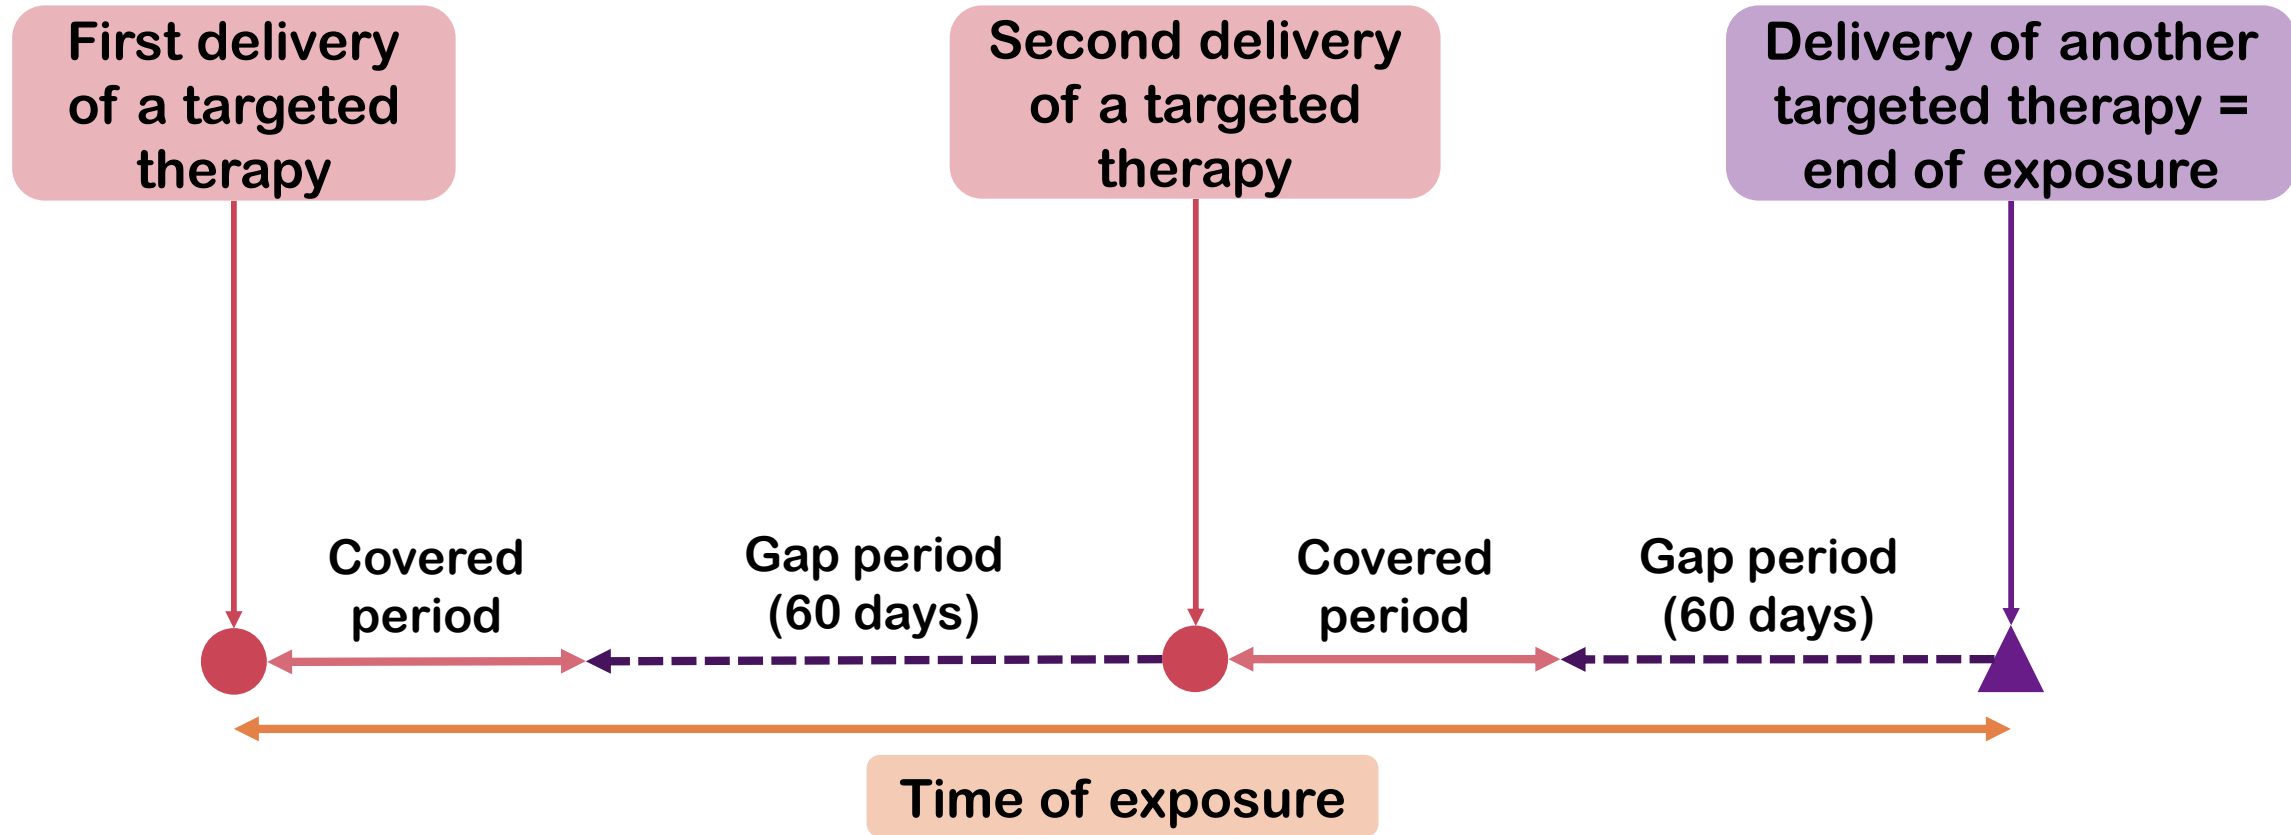 First delivery
of a targeted
therapy
Second delivery
of a targeted
therapy
Delivery of another
targeted therapy =
end of exposure
Covered
period
Gap period
(60 days)
Covered
period
Gap period
(60 days)
Time of exposure